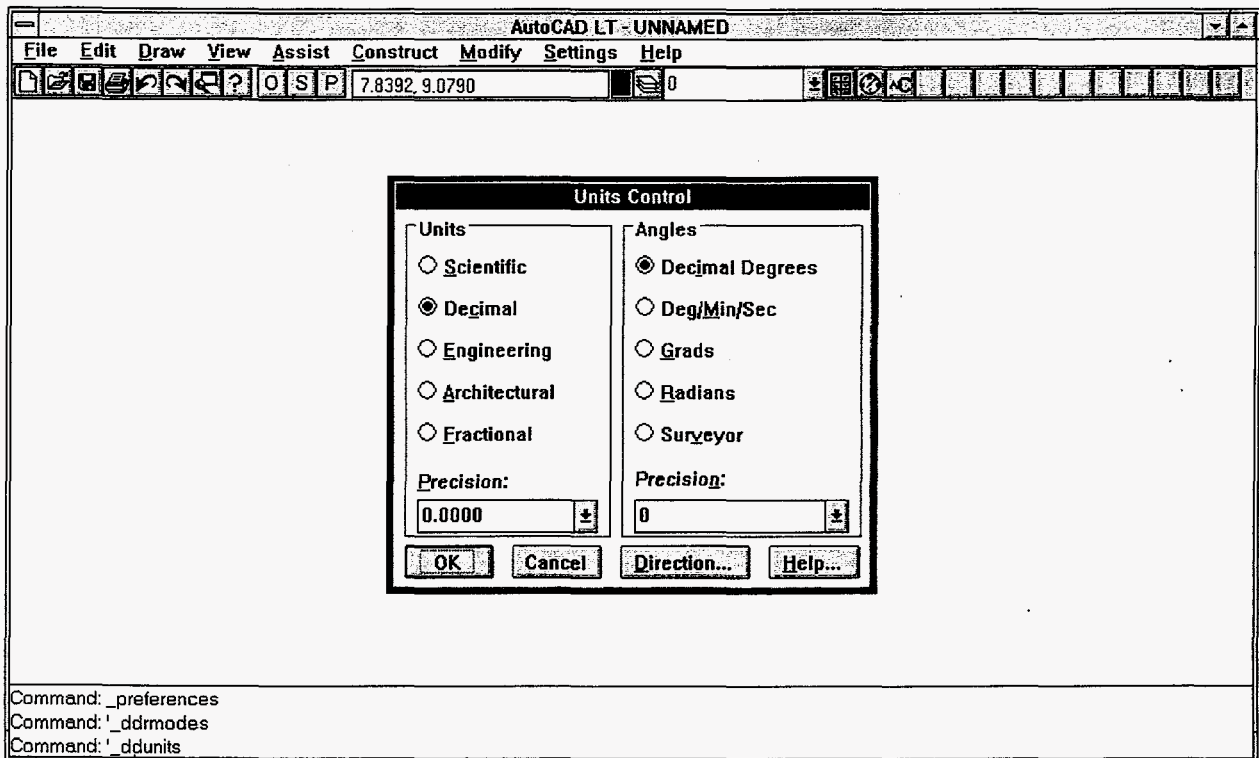 AutoCAD LT - UNNAMED
File Edit Draw View Assist Construct Modify Settings Help
? O S P 7.8392, 9.0790 0
Units Control
Units
Scientific
Decimal
Engineering
Architectural
Fractional
Precision:
0.0000
Angles
Decimal Degrees
Deg/Min/Sec
Grads
Radians
Surveyor
Precision:
0
OK Cancel Direction... Help...
Command: _preferences
Command: '_ddrmodes
Command: '_ddunits